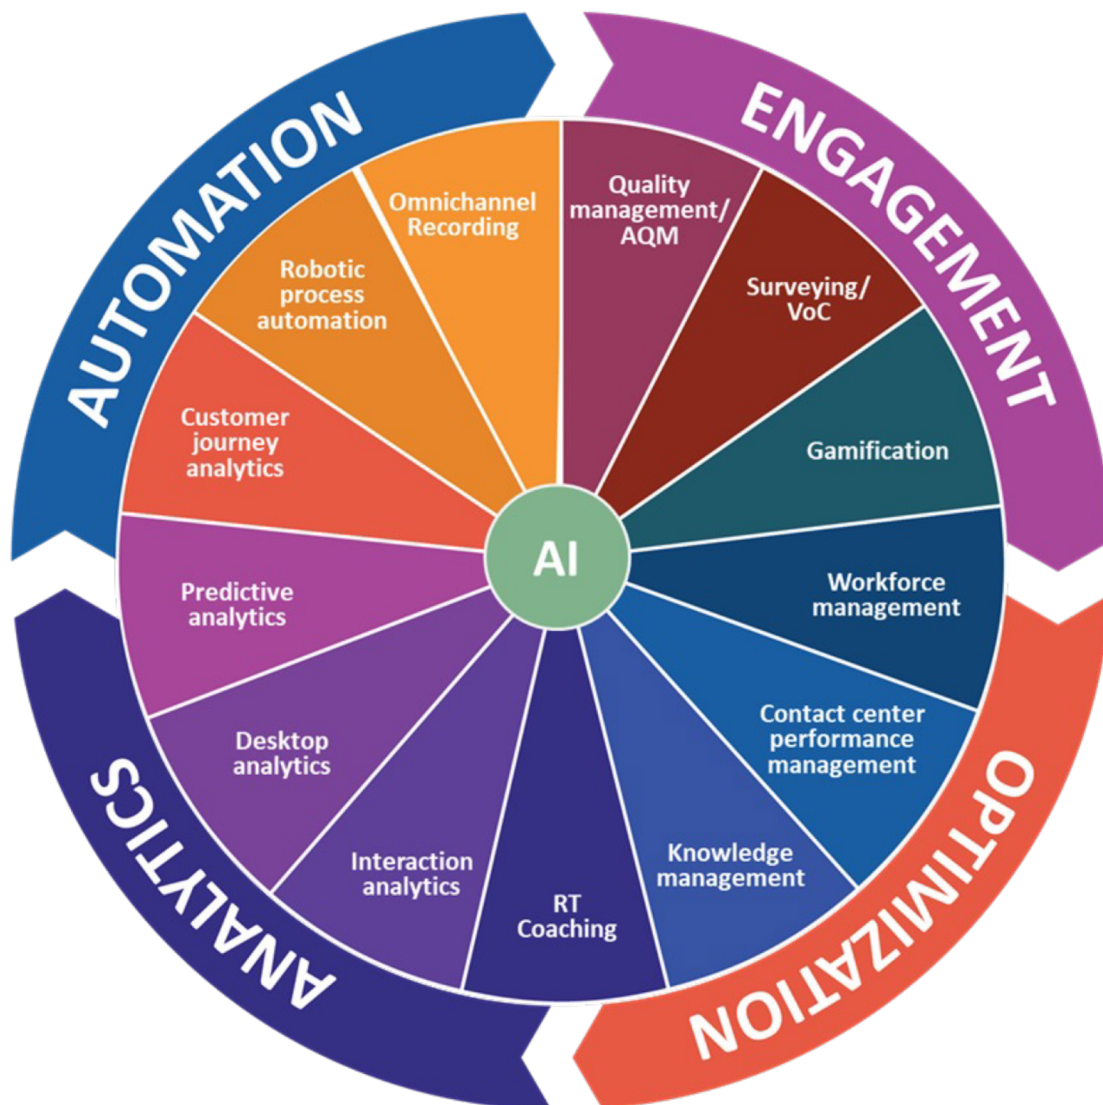 AUTOMATION
ENGAGEMENT
OPTIMIZATION
ANALYTICS
Omnichannel
Recording
Quality
management/
AQM
Surveying/
VoC
Gamification
Workforce
management
Contact center
performance
management
Knowledge
management
RT
Coaching
Interaction
analytics
Desktop
analytics
Predictive
analytics
Customer
journey
analytics
Robotic
process
automation
AI